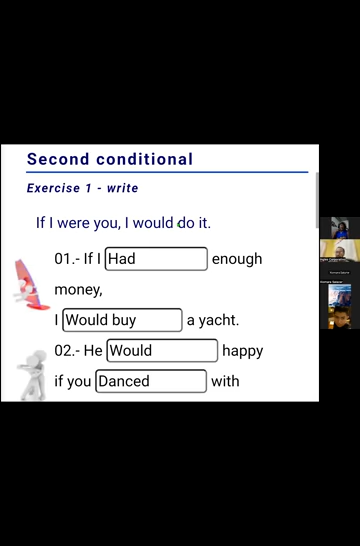 Second conditional
Exercise 1 - write
If I were you, I would do it.
01.- If I Had enough
money,
I Would buy a yacht.
02.- He Would happy
if you Danced with